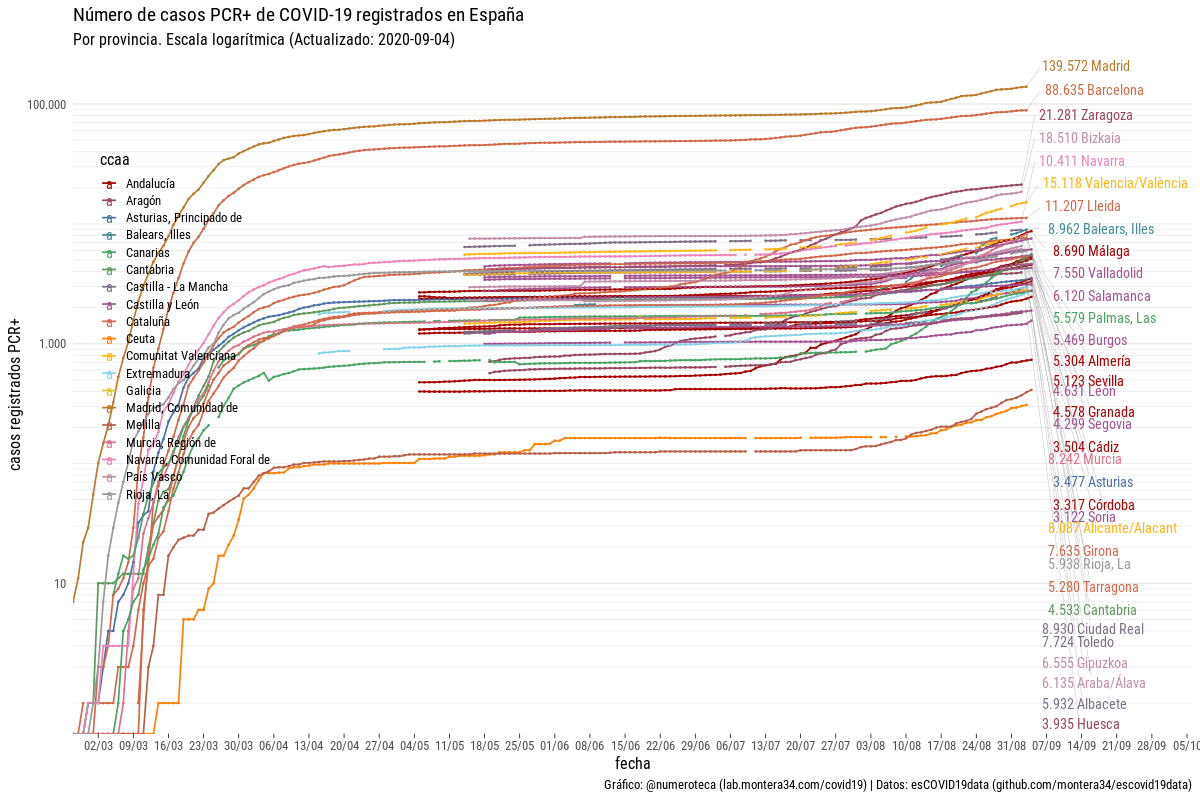 Número de casos PCR+ de COVID-19 registrados en España
Por provincia. Escala logarítmica (Actualizado: 2020-09-04)
casos registrados PCR+
100.000
1.000
10
ccaa
Andalucía
Aragón
Asturias, Principado de
Balears, Illes
Canarias
Cantabria
Castilla - La Mancha
Castilla y León
Cataluña
Ceuta
Comunitat Valenciana
Extremadura
Galicia
Madrid, Comunidad de
Melilla
Murcia, Región de
Navarra, Comunidad Foral de
País Vasco
Rioja, La
139.572 Madrid
88.635 Barcelona
21.281 Zaragoza
18.510 Bizkaia
10.411 Navarra
15.118 Valencia/València
11.207 Lleida
8.962 Balears, Illes
8.690 Málaga
7.550 Valladolid
6.120 Salamanca
5.579 Palmas, Las
5.469 Burgos
5.304 Almería
5.123 Sevilla
4.631 León
4.578 Granada
4.299 Segovia
3.504 Cádiz
8.242 Murcia
3.477 Asturias
3.317 Córdoba
3.122 Soria
8.087 Alicante/Alacant
7.635 Girona
5.938 Rioja, La
5.280 Tarragona
4.533 Cantabria
8.930 Ciudad Real
7.724 Toledo
6.555 Gipuzkoa
6.135 Araba/Álava
5.932 Albacete
3.935 Huesca
02/03 09/03 16/03 23/03 30/03 06/04 13/04 20/04 27/04 04/05 11/05 18/05 25/05 01/06 08/06 15/06 22/06 29/06 06/07 13/07 20/07 27/07 03/08 10/08 17/08 24/08 31/08 07/09 14/09 21/09 28/09 05/10
fecha
Gráfico: @numeroteca (lab.montera34.com/covid19) | Datos: esCOVID19data (github.com/montera34/escovid19data)